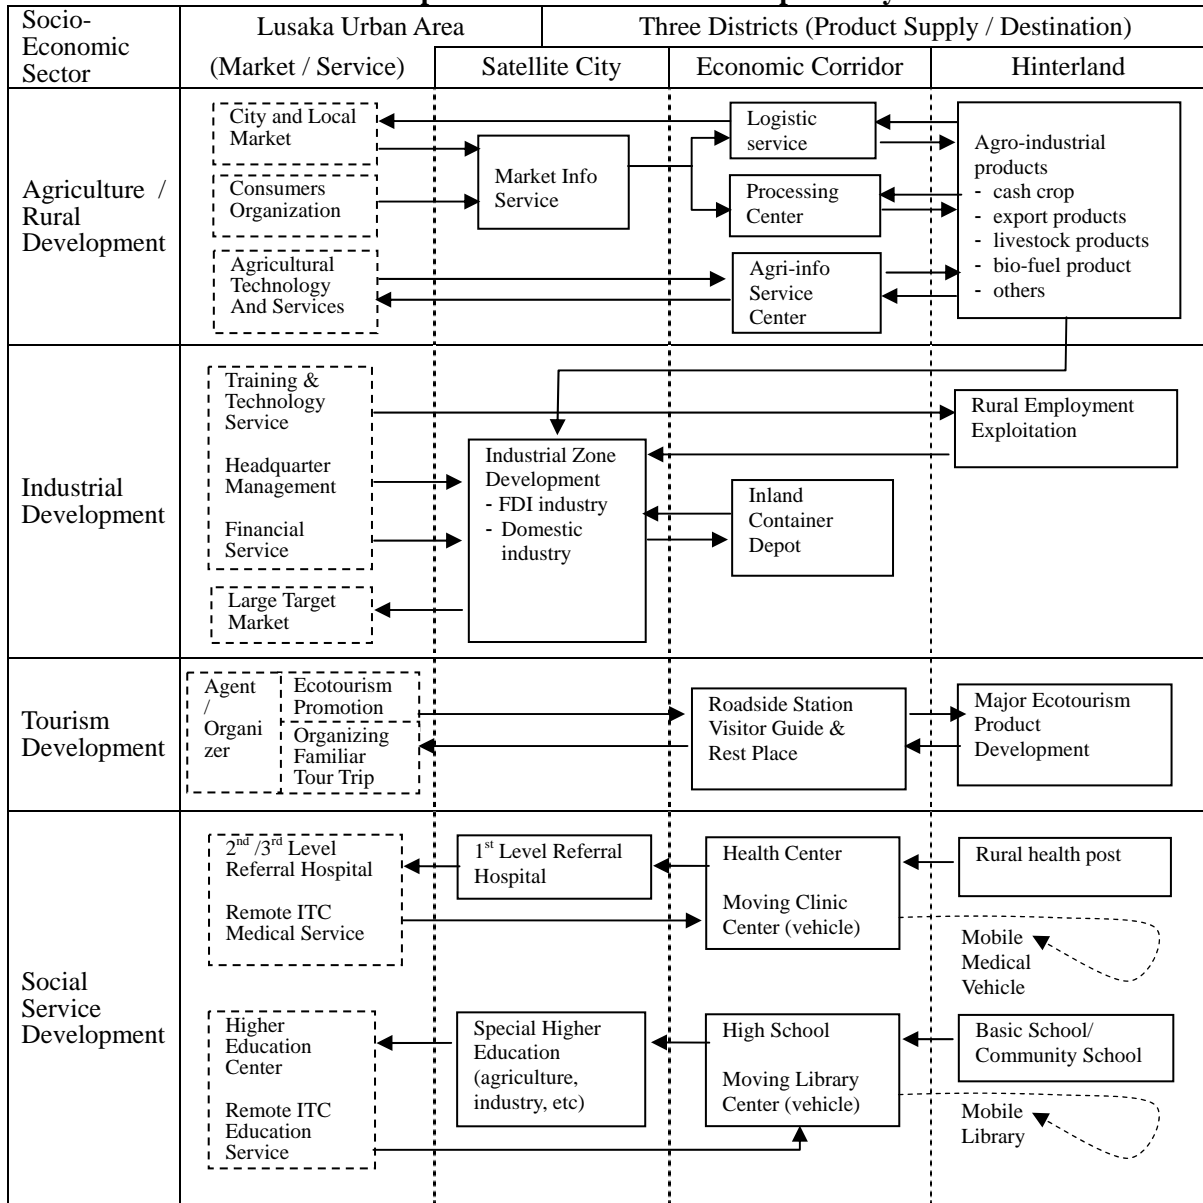 Socio-
Economic
Sector
Lusaka Urban Area
Three Districts (Product Supply / Destination)
(Market / Service)
Satellite City
Economic Corridor
Hinterland
Agriculture /
Rural
Development
City and Local
Market
Consumers
Organization
Agricultural
Technology
And Services
Market Info
Service
Logistic
service
Processing
Center
Agri-info
Service
Center
Agro-industrial
products
- cash crop
- export products
- livestock products
- bio-fuel product
- others
Industrial
Development
Training &
Technology
Service
Headquarter
Management
Financial
Service
Large Target
Market
Industrial Zone
Development
- FDI industry
- Domestic
industry
Inland
Container
Depot
Rural Employment
Exploitation
Tourism
Development
Agent
/
Organi
zer
Ecotourism
Promotion
Organizing
Familiar
Tour Trip
Roadside Station
Visitor Guide &
Rest Place
Major Ecotourism
Product
Development
Social
Service
Development
2nd /3rd Level
Referral Hospital
Remote ITC
Medical Service
1st Level Referral
Hospital
Health Center
Moving Clinic
Center (vehicle)
Rural health post
Mobile
Medical
Vehicle
Higher
Education
Center
Remote ITC
Education
Service
Special Higher
Education
(agriculture,
industry, etc)
High School
Moving Library
Center (vehicle)
Basic School/
Community School
Mobile
Library